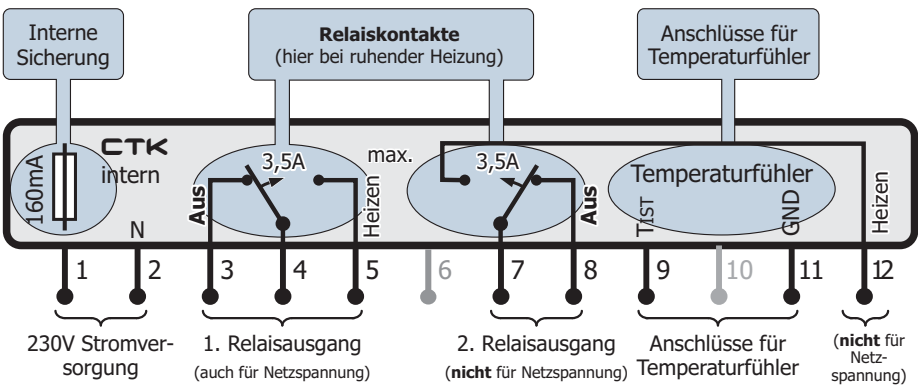 Interne
Sicherung
Relaiskontakte
(hier bei ruhender Heizung)
Anschlüsse für
Temperaturfühler
160mA
CTK
intern
N
Aus
3,5A
Heizen
max.
3,5A
Aus
Temperaturfühler
TIST
GND
Heizen
1
2
3
4
5
6
7
8
9
10
11
12
230V Stromver-
sorgung
1. Relaisausgang
(auch für Netzspannung)
2. Relaisausgang
(nicht für Netzspannung)
Anschlüsse für
Temperaturfühler
(nicht für
Netz-
spannung)